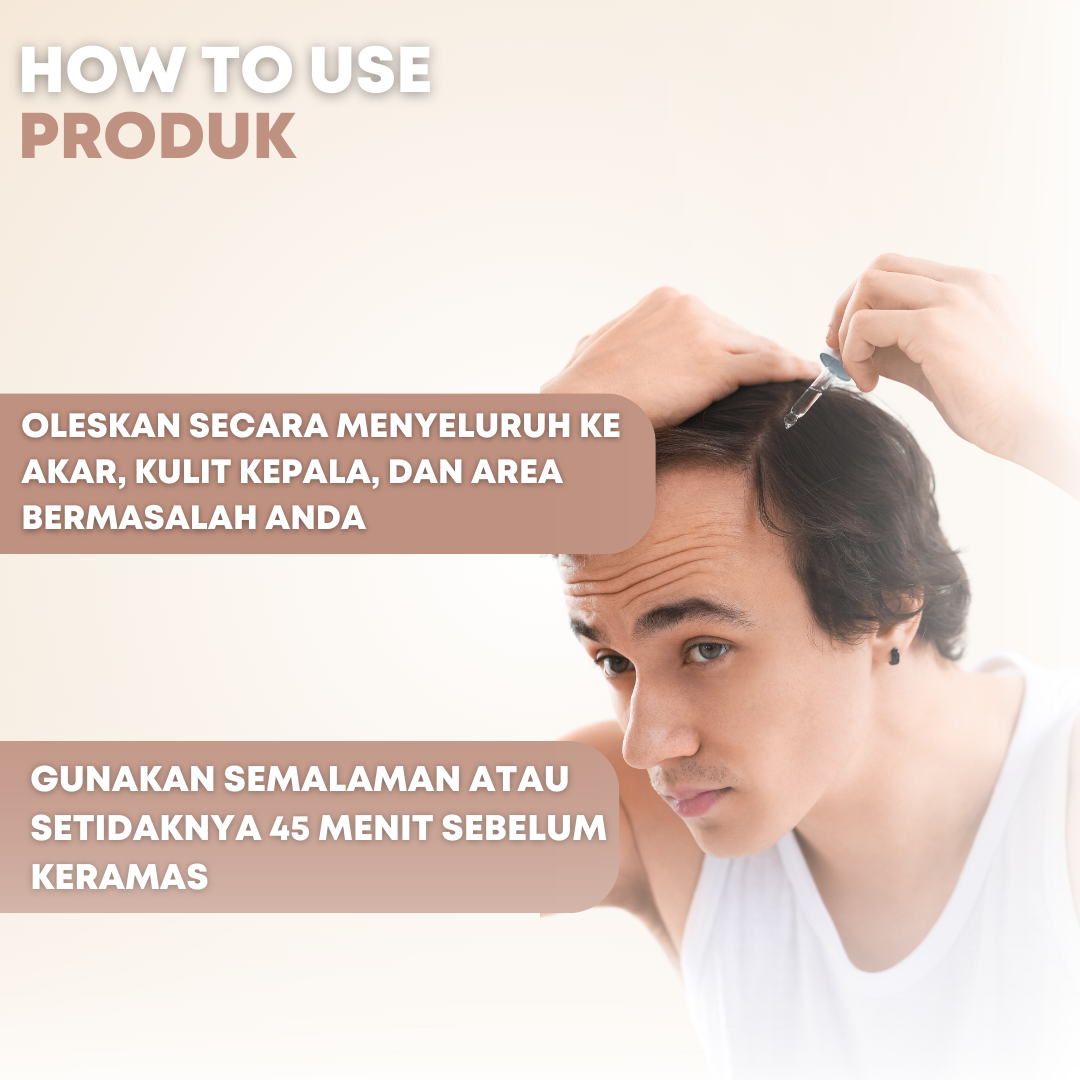 HOW TO USE
PRODUK
OLESKAN SECARA MENYELURUH KE
AKAR, KULIT KEPALA, DAN AREA
BERMASALAH ANDA
GUNAKAN SEMALAMAN ATAU
SETIDAKNYA 45 MENIT SEBELUM
KERAMAS